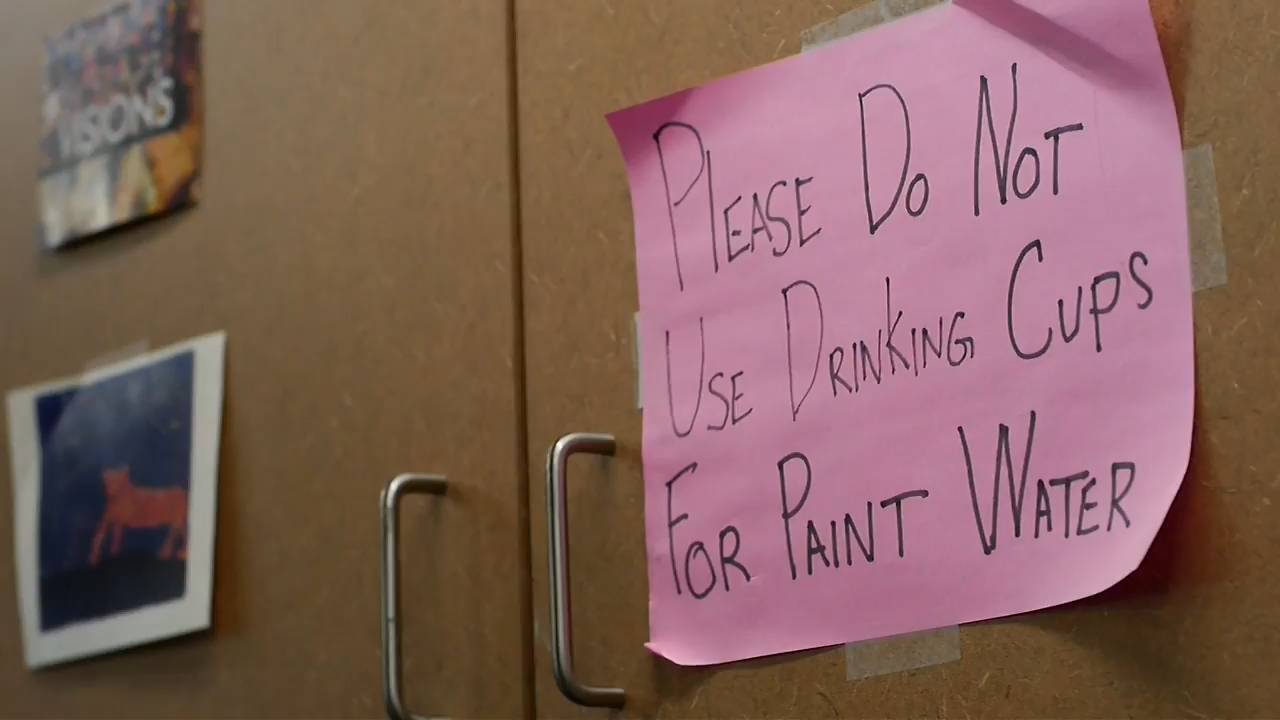 VISIONS
PLEASE DO NOT
USE DRINKING CUPS
FOR PAINT WATER